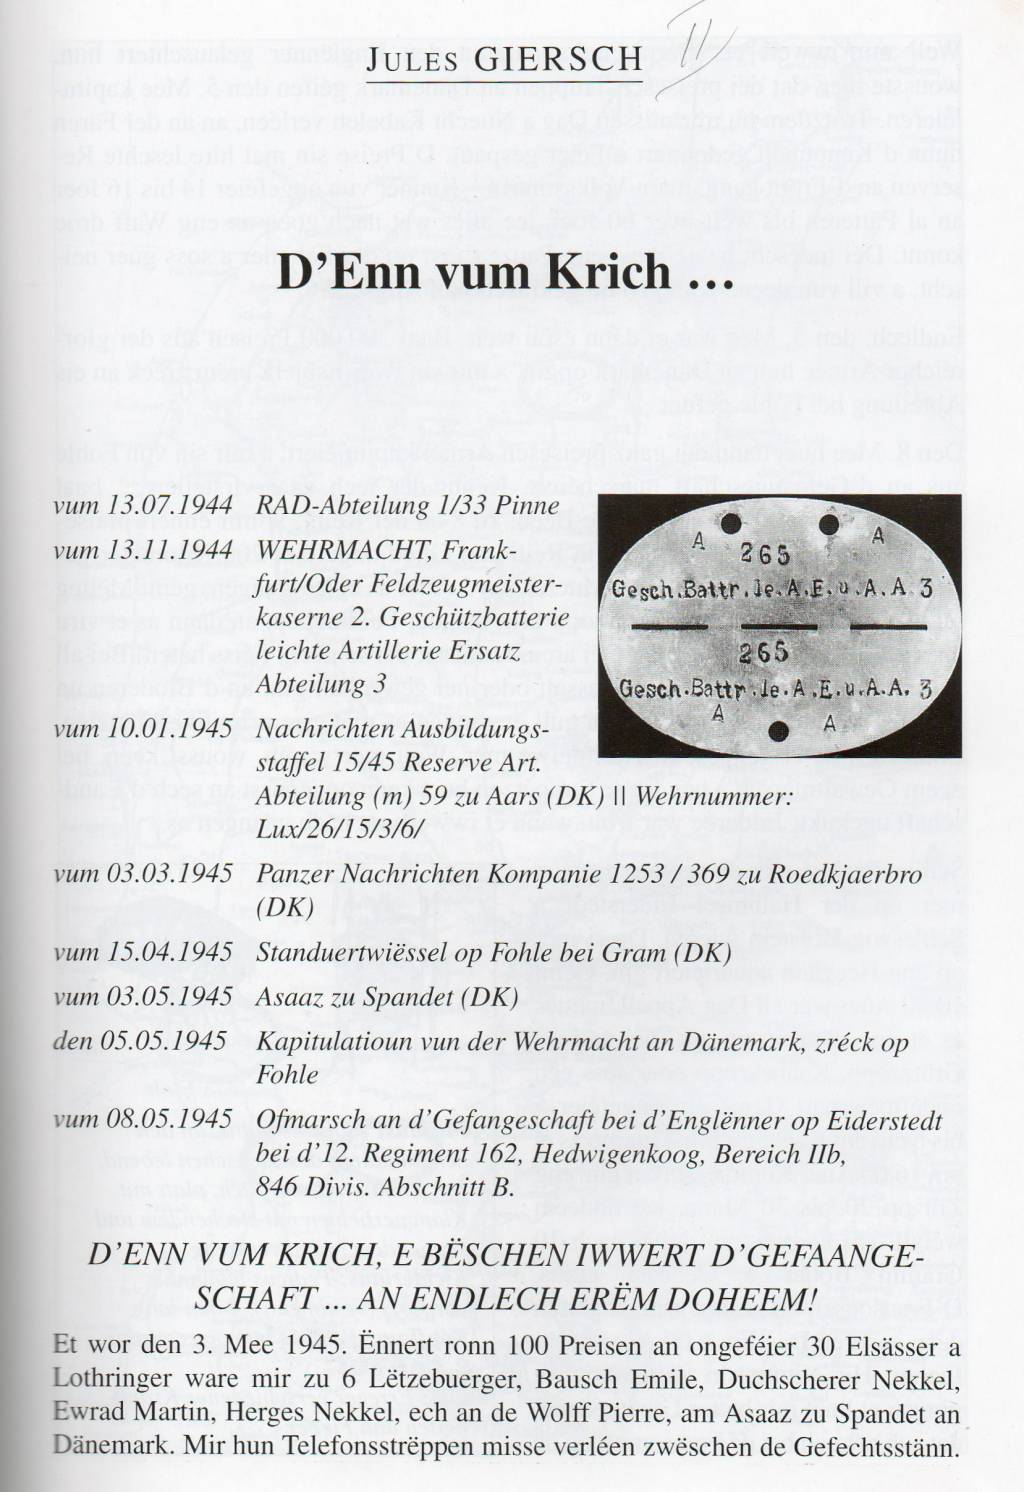 JULES GIERSCH
D'Enn vum Krich ...
vum 13.07.1944 RAD-Abteilung 1/33 Pinne
vum 13.11.1944 WEHRMACHT, Frank-
furt/Oder Feldzeugmeister-
kaserne 2. Geschützbatterie
leichte Artillerie Ersatz
Abteilung 3
A A
265
Gesch.Battr.le.A.E.u.A.A.3
265
Gesch.Battr.le.A.E.u.A.A.3
A A
vum 10.01.1945 Nachrichten Ausbildungs-
staffel 15/45 Reserve Art.
Abteilung (m) 59 zu Aars (DK) || Wehrnummer:
Lux/26/15/3/6/
vum 03.03.1945 Panzer Nachrichten Kompanie 1253 / 369 zu Roedkjaerbro
(DK)
vum 15.04.1945 Standuertwiëssel op Fohle bei Gram (DK)
vum 03.05.1945 Asaaz zu Spandet (DK)
den 05.05.1945 Kapitulatioun vun der Wehrmacht an Dänemark, zréck op
Fohle
vum 08.05.1945 Ofmarsch an d'Gefangeschaft bei d'Englënner op Eiderstedt
bei d'12. Regiment 162, Hedwigenkoog, Bereich IIb,
846 Divis. Abschnitt B.
D'ENN VUM KRICH, E BËSCHEN IWWERT D'GEFAANGE-
SCHAFT ... AN ENDLECH ERËM DOHEEM!
Et wor den 3. Mee 1945. Ënnert ronn 100 Preisen an ongeféier 30 Elsässer a
Lothringer ware mir zu 6 Lëtzebuerger, Bausch Emile, Duchscherer Nekkel,
Ewrad Martin, Herges Nekkel, ech an de Wolff Pierre, am Asaaz zu Spandet an
Dänemark. Mir hun Telefonsstrëppen misse verléen zwëschen de Gefechtsstänn.